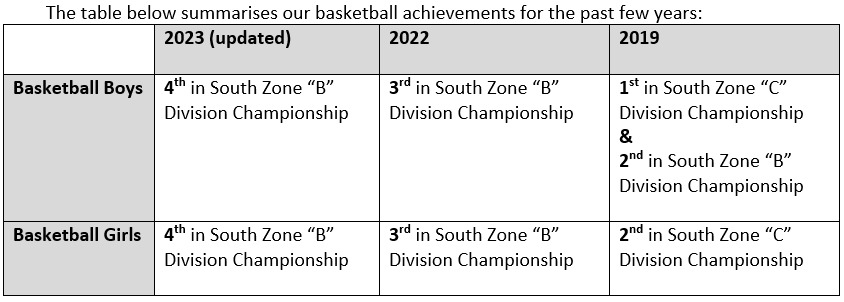 The table below summarises our basketball achievements for the past few years:
2023 (updated) 2022 2019
Basketball Boys 4th in South Zone “B” 3rd in South Zone “B” 1st in South Zone “C”
Division Championship Division Championship Division Championship
&
2nd in South Zone “B”
Division Championship
Basketball Girls 4th in South Zone “B” 3rd in South Zone “B” 2nd in South Zone “C”
Division Championship Division Championship Division Championship